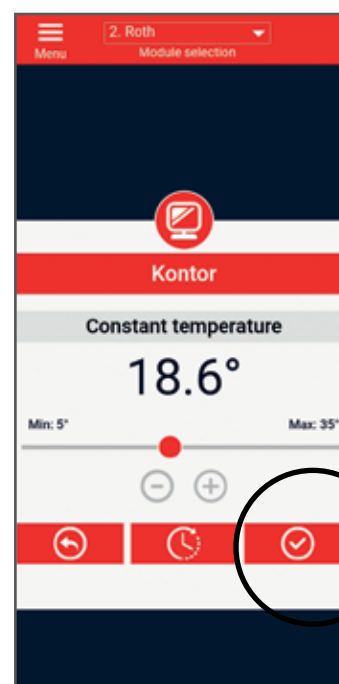 2. Roth
Menu
Module selection
Kontor
Constant temperature
18.6°
Min: 5°
Max: 35°